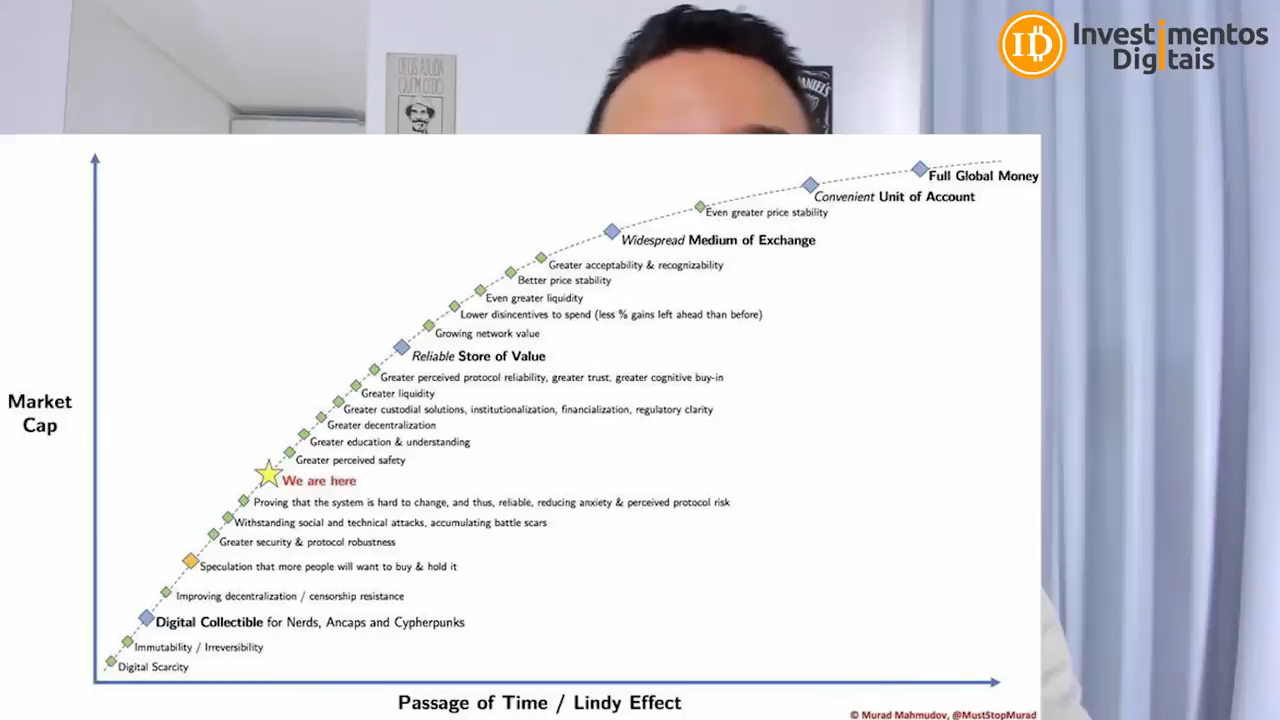 Investimentos
Digitais
DEUS AJUDA
QUEM CEDO
DANIEL'S
Full Global Money
Convenient Unit of Account
Even greater price stability
Widespread Medium of Exchange
Greater acceptability & recognizability
Better price stability
Even greater liquidity
Lower disincentives to spend (less % gains left ahead than before)
Growing network value
Reliable Store of Value
Greater perceived protocol reliability, greater trust, greater cognitive buy-in
Greater liquidity
Market
Cap
Greater custodial solutions, institutionalization, financialization, regulatory clarity
Greater decentralization
Greater education & understanding
Greater perceived safety
We are here
Proving that the system is hard to change, and thus, reliable, reducing anxiety & perceived protocol risk
Withstanding social and technical attacks, accumulating battle scars
Greater security & protocol robustness
Speculation that more people will want to buy & hold it
Improving decentralization / censorship resistance
Digital Collectible for Nerds, Ancaps and Cypherpunks
Immutability / Irreversibility
Digital Scarcity
Passage of Time / Lindy Effect
© Murad Mahmudov, @MustStopMurad